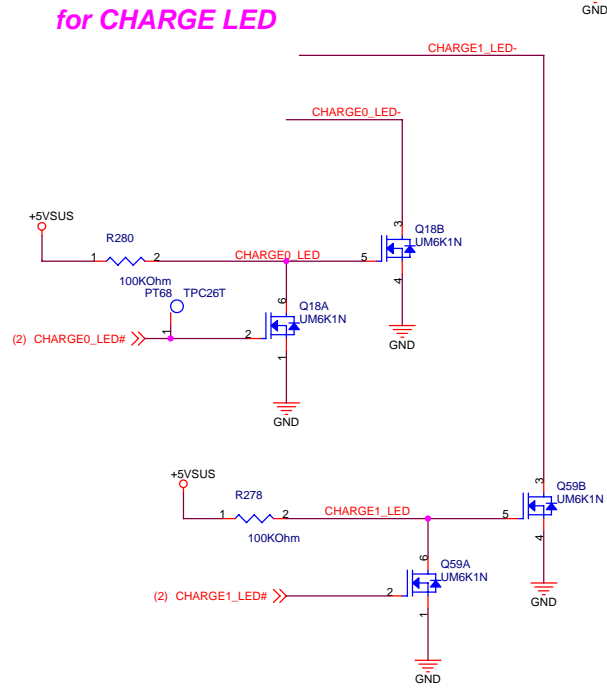 GND
for CHARGE LED
CHARGE1_LED-
CHARGE0_LED-
+5VSUS
R280
1
2
100KOhm
CHARGE0_LED
5
3
Q18B
UM6K1N
4
GND
PT68
TPC26T
1
(2) CHARGE0_LED#
2
6
Q18A
UM6K1N
1
GND
+5VSUS
R278
1
2
100KOhm
CHARGE1_LED
5
3
Q59B
UM6K1N
4
GND
(2) CHARGE1_LED#
2
6
Q59A
UM6K1N
1
GND